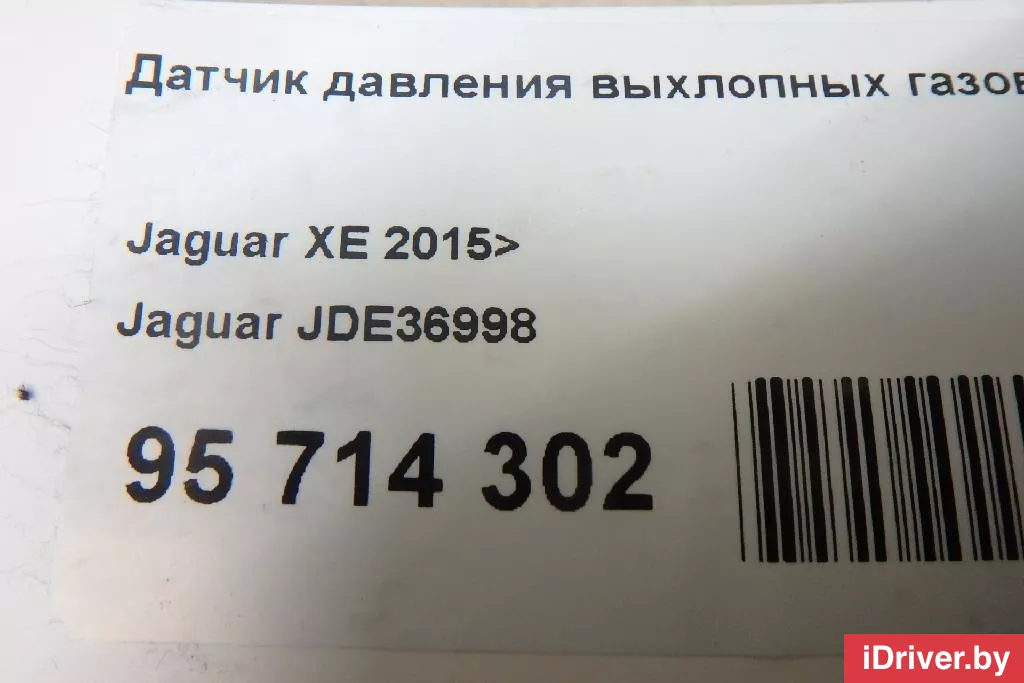 Датчик давления выхлопных газов
Jaguar XE 2015>
Jaguar JDE36998
95 714 302
iDriver.by